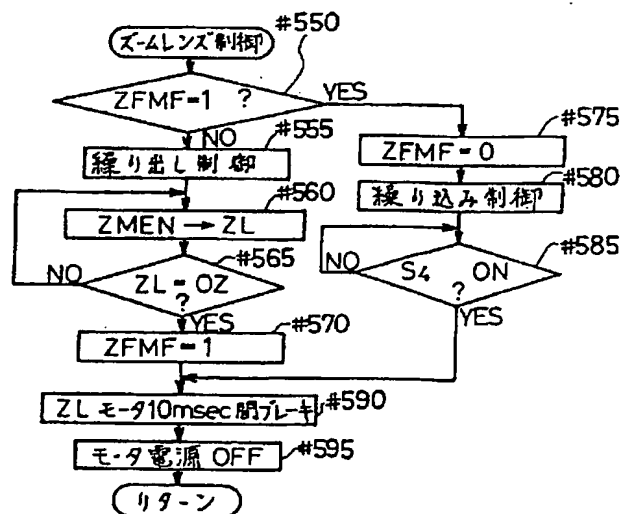 #550
ズームレンズ制御
ZFMF=1 ?
YES
NO
#555
繰り出し制御
#560
ZMEN → ZL
#565
NO
ZL = OZ
?
YES
#570
ZFMF=1
#575
ZFMF=0
#580
繰り込み制御
#585
NO
S4 ON
?
YES
ZL モータ10msec間ブレーキ
#590
モータ電源 OFF
#595
リターン